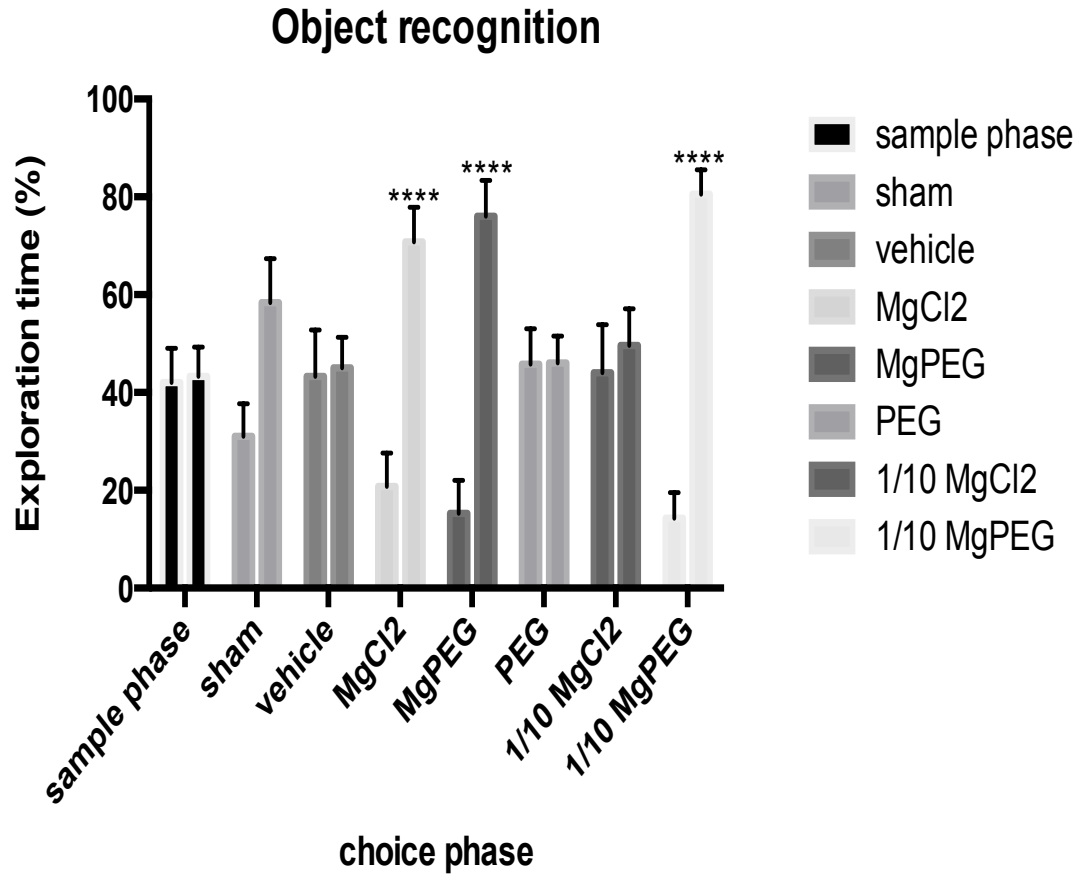 Object recognition
Exploration time (%)
100
80
60
40
20
0
****
****
****
sample phase
sham
vehicle
MgCl2
MgPEG
PEG
1/10 MgCl2
1/10 MgPEG
choice phase
sample phase
sham
vehicle
MgCl2
MgPEG
PEG
1/10 MgCl2
1/10 MgPEG